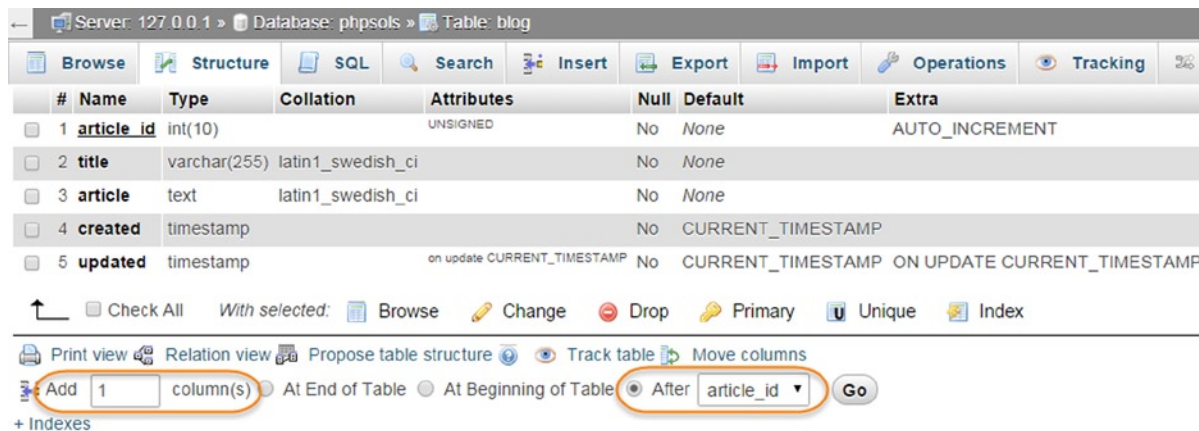 Server: 127.0.0.1 » Database: phpsols » Table: blog
Browse Structure SQL Search Insert Export Import Operations Tracking
# Name Type Collation Attributes Null Default Extra
1 article_id int(10) UNSIGNED No None AUTO_INCREMENT
2 title varchar(255) latin1_swedish_ci No None
3 article text latin1_swedish_ci No None
4 created timestamp No CURRENT_TIMESTAMP
5 updated timestamp on update CURRENT_TIMESTAMP No CURRENT_TIMESTAMP ON UPDATE CURRENT_TIMESTAMP
Check All With selected: Browse Change Drop Primary U Unique Index
Print view Relation view Propose table structure Track table Move columns
Add 1 column(s) At End of Table At Beginning of Table After article_id Go
+ Indexes